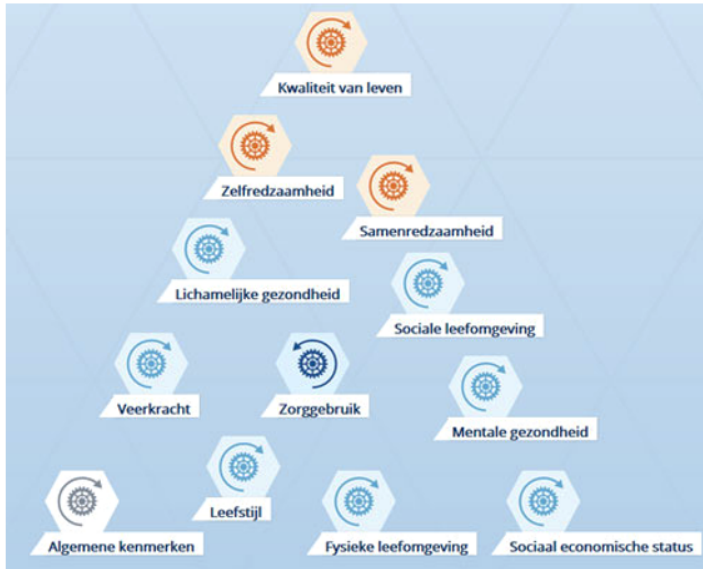 Kwaliteit van leven
Zelfredzaamheid
Samenredzaamheid
Lichamelijke gezondheid
Sociale leefomgeving
Veerkracht
Zorggebruik
Mentale gezondheid
Leefstijl
Algemene kenmerken
Fysieke leefomgeving
Sociaal economische status